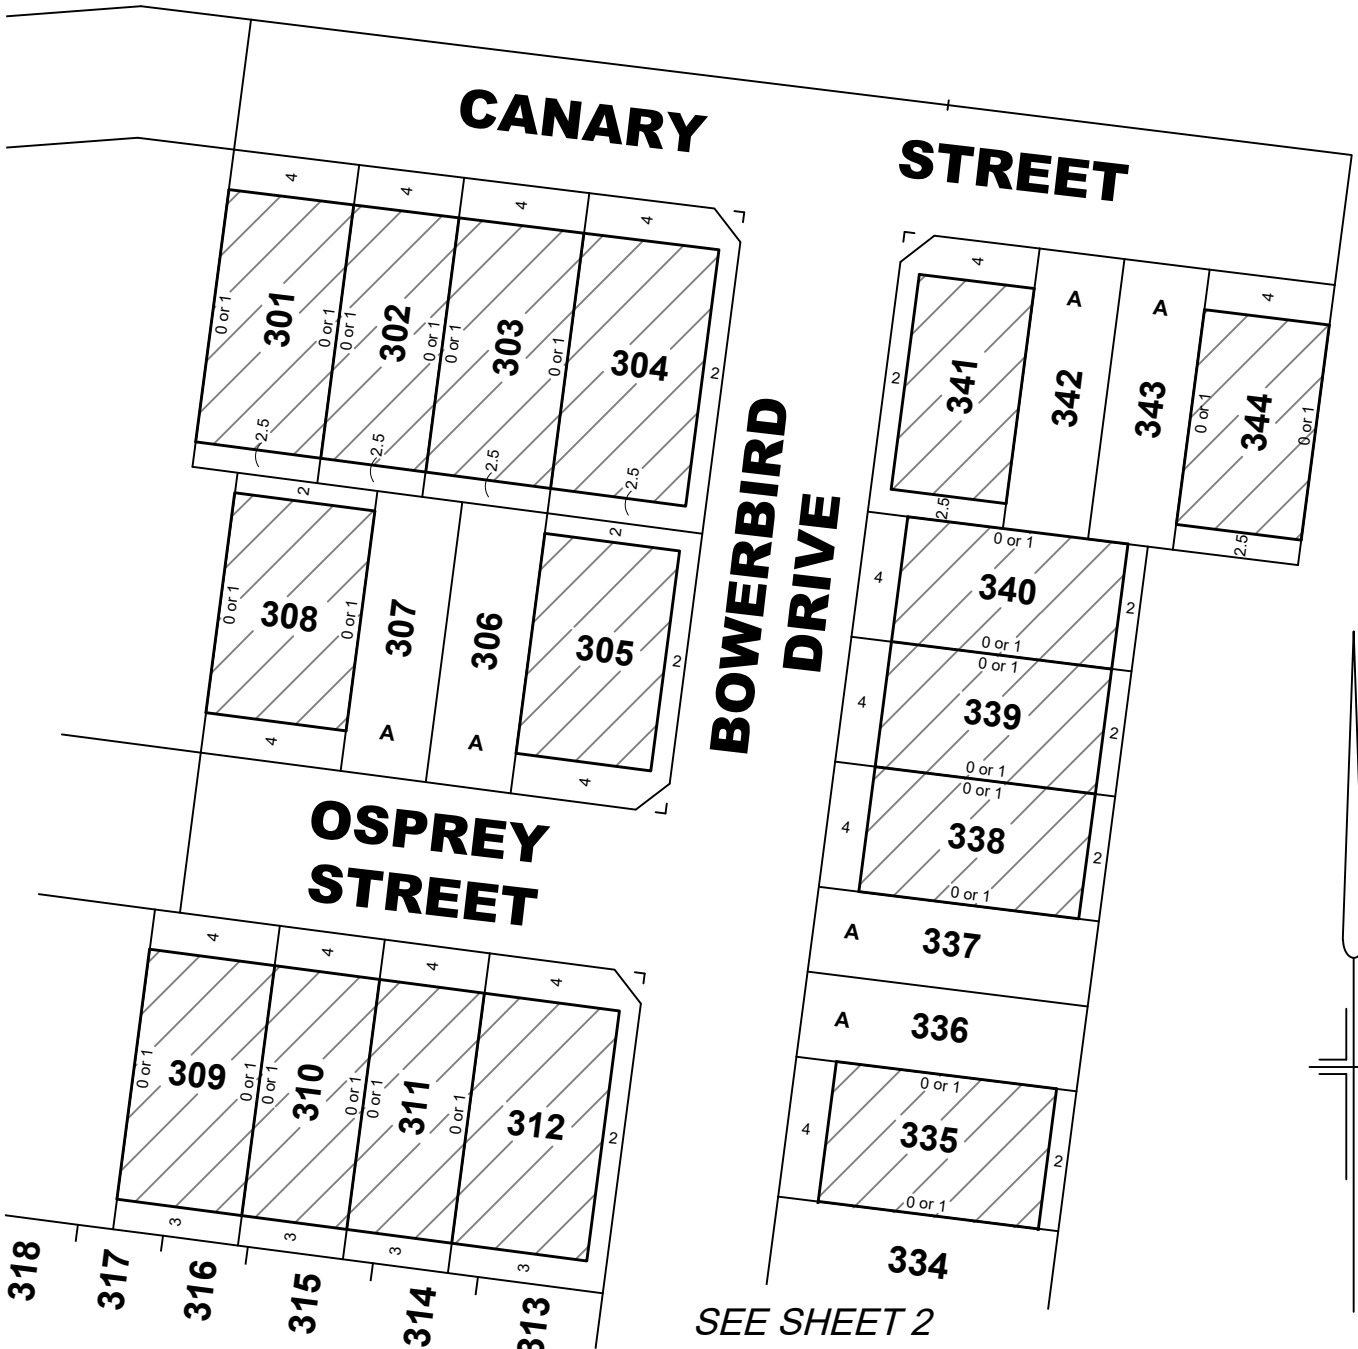 CANARY STREET
4
4
4
4
4
4
A
A
0 or 1
301
0 or 1
0 or 1
302
0 or 1
0 or 1
303
0 or 1
304
2
2
341
342
343
0 or 1
344
0 or 1
2.5
2.5
2.5
2.5
2.5
2.5
BOWERBIRD
DRIVE
2
2
0 or 1
308
0 or 1
307
306
305
2
A
A
4
4
0 or 1
4
340
2
0 or 1
0 or 1
4
339
2
0 or 1
0 or 1
4
338
2
0 or 1
A
337
A
336
0 or 1
4
335
2
0 or 1
334
OSPREY
STREET
4
4
4
4
0 or 1
309
0 or 1
0 or 1
310
0 or 1
0 or 1
311
0 or 1
312
2
3
3
3
3
318
317
316
315
314
313
SEE SHEET 2